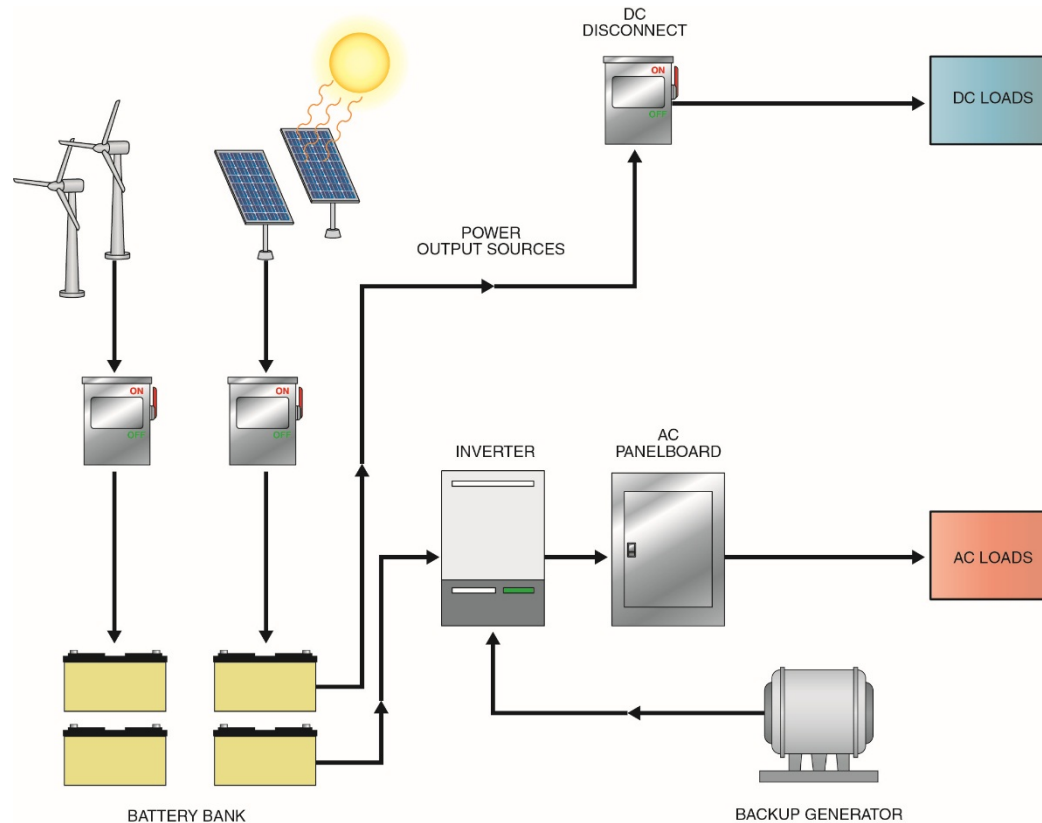 DC
DISCONNECT
ON
OFF
DC LOADS
POWER
OUTPUT SOURCES
ON
OFF
ON
OFF
INVERTER
AC
PANELBOARD
AC LOADS
BATTERY BANK
BACKUP GENERATOR